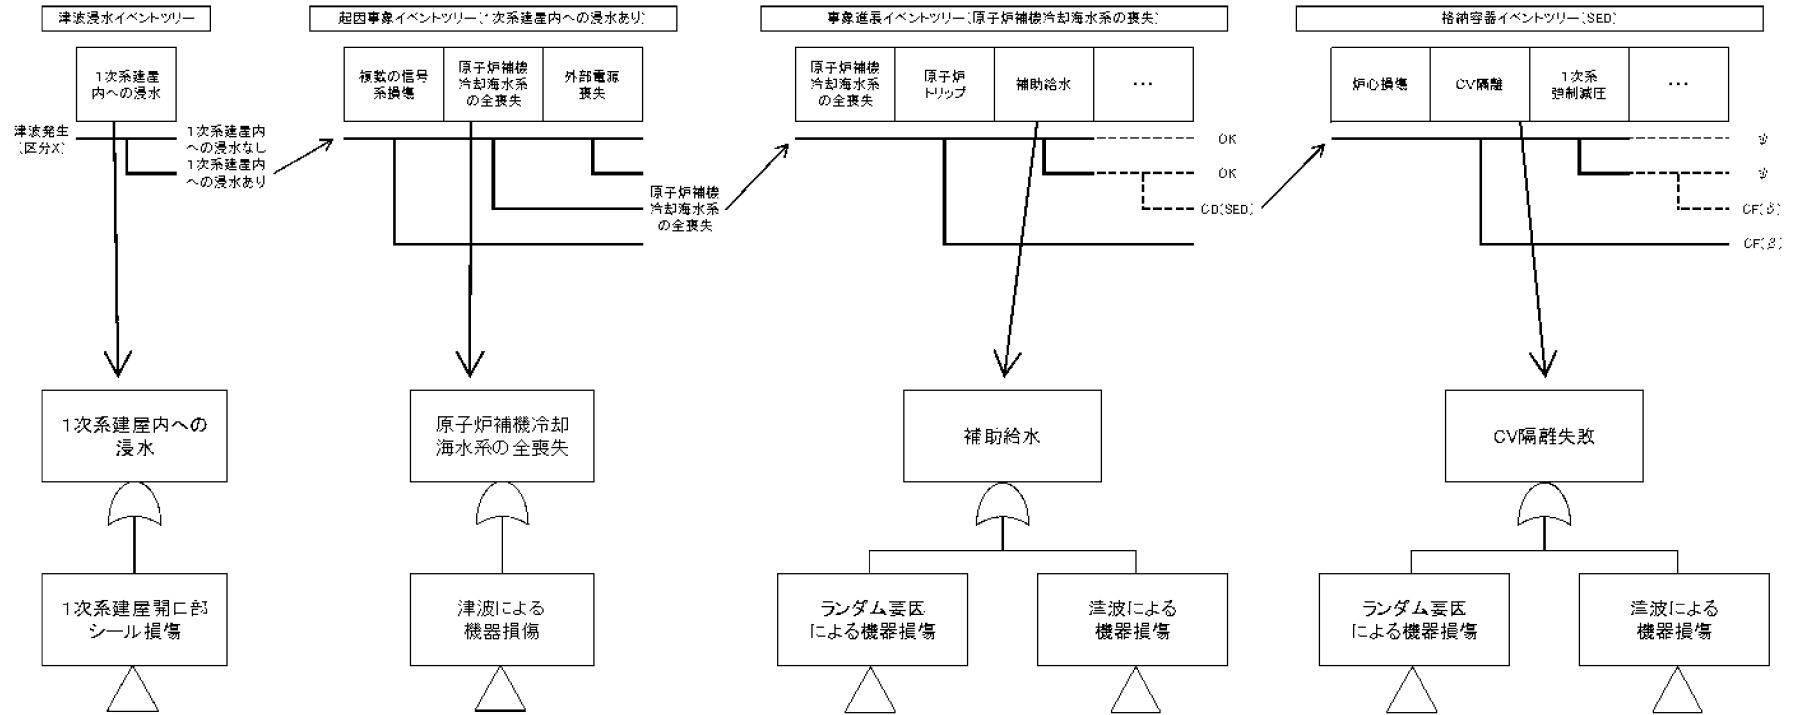 津波浸水イベントツリー
起因事象イベントツリー(1次系建屋内への浸水あり)
事象進展イベントツリー(原子炉補機冷却海水系の喪失)
格納容器イベントツリー(SED)
1次系建屋
内への浸水
複数の信号
系損傷
原子炉補機
冷却海水系
の全喪失
外部電源
喪失
原子炉補機
冷却海水系
の全喪失
原子炉
トリップ
補助給水
...
炉心損傷
CV隔離
1次系
強制減圧
...
津波発生
(区分X)
1次系建屋内
への浸水なし
1次系建屋内
への浸水あり
原子炉補機
冷却海水系
の全喪失
OK
OK
CD(SED)
CF(δ)
CF(β)
1次系建屋内への
浸水
原子炉補機冷却
海水系の全喪失
補助給水
CV隔離失敗
1次系建屋開口部
シール損傷
津波による
機器損傷
ランダム要因
による機器損傷
津波による
機器損傷
ランダム要因
による機器損傷
津波による
機器損傷